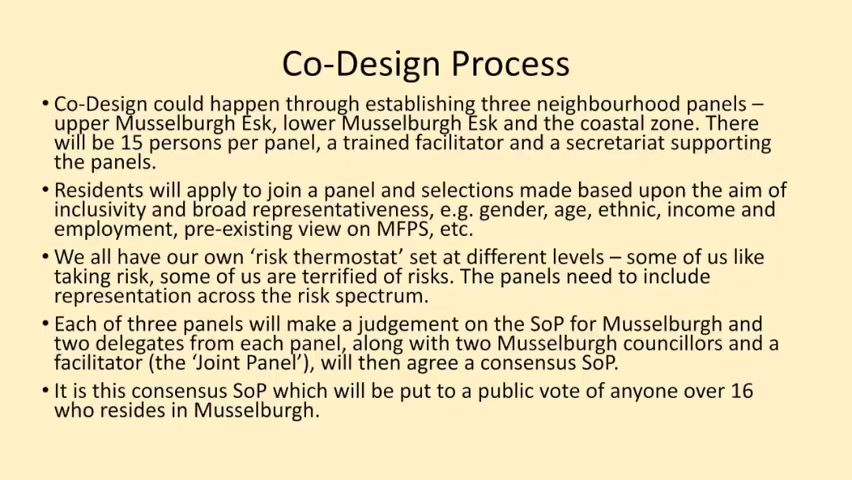 Co-Design Process
• Co-Design could happen through establishing three neighbourhood panels –
upper Musselburgh Esk, lower Musselburgh Esk and the coastal zone. There
will be 15 persons per panel, a trained facilitator and a secretariat supporting
the panels.
• Residents will apply to join a panel and selections made based upon the aim of
inclusivity and broad representativeness, e.g. gender, age, ethnic, income and
employment, pre-existing view on MFPS, etc.
• We all have our own ‘risk thermostat’ set at different levels – some of us like
taking risk, some of us are terrified of risks. The panels need to include
representation across the risk spectrum.
• Each of three panels will make a judgement on the SoP for Musselburgh and
two delegates from each panel, along with two Musselburgh councillors and a
facilitator (the ‘Joint Panel’), will then agree a consensus SoP.
• It is this consensus SoP which will be put to a public vote of anyone over 16
who resides in Musselburgh.